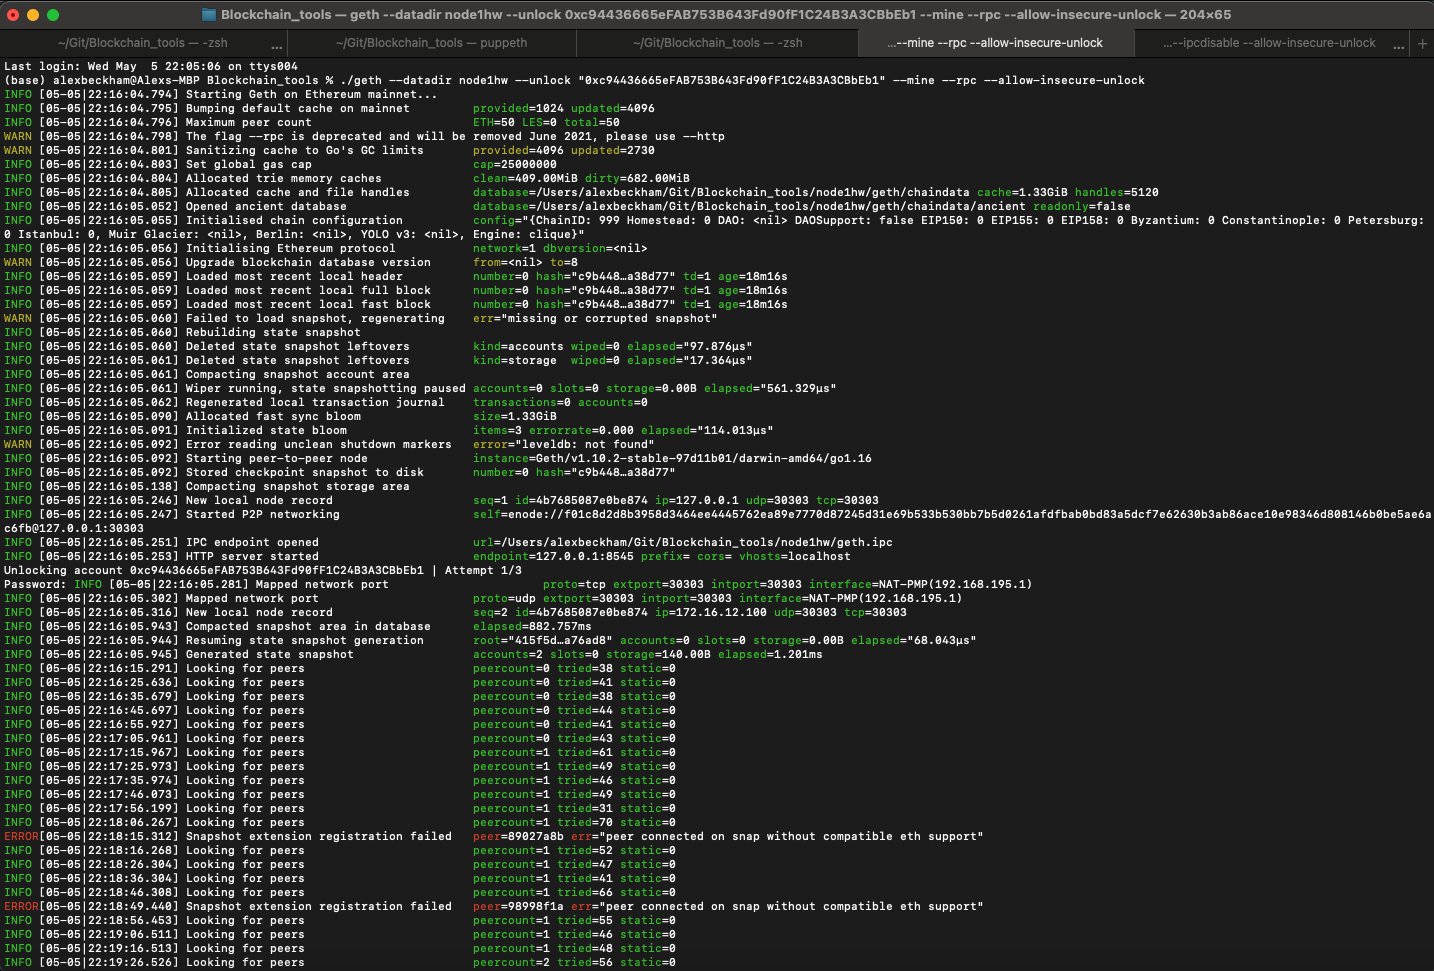 Blockchain_tools — geth --datadir node1hw --unlock 0xc94436665eFAB753B643Fd90fF1C24B3A3CBbEb1 --mine --rpc --allow-insecure-unlock — 204×65
~/Git/Blockchain_tools — -zsh ... ~/Git/Blockchain_tools — puppeth ~/Git/Blockchain_tools — -zsh ...--mine --rpc --allow-insecure-unlock ...--ipcdisable --allow-insecure-unlock ... +
Last login: Wed May  5 22:05:06 on ttys004
(base) alexbeckham@Alexs-MBP Blockchain_tools % ./geth --datadir node1hw --unlock "0xc94436665eFAB753B643Fd90fF1C24B3A3CBbEb1" --mine --rpc --allow-insecure-unlock
INFO [05-05|22:16:04.794] Starting Geth on Ethereum mainnet...
INFO [05-05|22:16:04.795] Bumping default cache on mainnet provided=1024 updated=4096
INFO [05-05|22:16:04.796] Maximum peer count ETH=50 LES=0 total=50
WARN [05-05|22:16:04.798] The flag --rpc is deprecated and will be removed June 2021, please use --http
WARN [05-05|22:16:04.801] Sanitizing cache to Go's GC limits provided=4096 updated=2730
INFO [05-05|22:16:04.803] Set global gas cap cap=25000000
INFO [05-05|22:16:04.804] Allocated trie memory caches clean=409.00MiB dirty=682.00MiB
INFO [05-05|22:16:04.805] Allocated cache and file handles database=/Users/alexbeckham/Git/Blockchain_tools/node1hw/geth/chaindata cache=1.33GiB handles=5120
INFO [05-05|22:16:05.052] Opened ancient database database=/Users/alexbeckham/Git/Blockchain_tools/node1hw/geth/chaindata/ancient readonly=false
INFO [05-05|22:16:05.055] Initialised chain configuration config="{ChainID: 999 Homestead: 0 DAO: <nil> DAOSupport: false EIP150: 0 EIP155: 0 EIP158: 0 Byzantium: 0 Constantinople: 0 Petersburg:
0 Istanbul: 0, Muir Glacier: <nil>, Berlin: <nil>, YOLO v3: <nil>, Engine: clique}"
INFO [05-05|22:16:05.056] Initialising Ethereum protocol network=1 dbversion=<nil>
WARN [05-05|22:16:05.056] Upgrade blockchain database version from=<nil> to=8
INFO [05-05|22:16:05.059] Loaded most recent local header number=0 hash="c9b448…a38d77" td=1 age=18m16s
INFO [05-05|22:16:05.059] Loaded most recent local full block number=0 hash="c9b448…a38d77" td=1 age=18m16s
INFO [05-05|22:16:05.059] Loaded most recent local fast block number=0 hash="c9b448…a38d77" td=1 age=18m16s
WARN [05-05|22:16:05.060] Failed to load snapshot, regenerating err="missing or corrupted snapshot"
INFO [05-05|22:16:05.060] Rebuilding state snapshot
INFO [05-05|22:16:05.060] Deleted state snapshot leftovers kind=accounts wiped=0 elapsed="97.876µs"
INFO [05-05|22:16:05.061] Deleted state snapshot leftovers kind=storage  wiped=0 elapsed="17.364µs"
INFO [05-05|22:16:05.061] Compacting snapshot account area
INFO [05-05|22:16:05.061] Wiper running, state snapshotting paused accounts=0 slots=0 storage=0.00B elapsed="561.329µs"
INFO [05-05|22:16:05.062] Regenerated local transaction journal transactions=0 accounts=0
INFO [05-05|22:16:05.090] Allocated fast sync bloom size=1.33GiB
INFO [05-05|22:16:05.091] Initialized state bloom items=3 errorrate=0.000 elapsed="114.013µs"
WARN [05-05|22:16:05.092] Error reading unclean shutdown markers error="leveldb: not found"
INFO [05-05|22:16:05.092] Starting peer-to-peer node instance=Geth/v1.10.2-stable-97d11b01/darwin-amd64/go1.16
INFO [05-05|22:16:05.092] Stored checkpoint snapshot to disk number=0 hash="c9b448…a38d77"
INFO [05-05|22:16:05.138] Compacting snapshot storage area
INFO [05-05|22:16:05.246] New local node record seq=1 id=4b7685087e0be874 ip=127.0.0.1 udp=30303 tcp=30303
INFO [05-05|22:16:05.247] Started P2P networking self=enode://f01c8d2d8b3958d3464ee4445762ea89e7770d87245d31e69b533b530bb7b5d0261afdfbab0bd83a5dcf7e62630b3ab86ace10e98346d808146b0be5ae6a
c6fb@127.0.0.1:30303
INFO [05-05|22:16:05.251] IPC endpoint opened url=/Users/alexbeckham/Git/Blockchain_tools/node1hw/geth.ipc
INFO [05-05|22:16:05.253] HTTP server started endpoint=127.0.0.1:8545 prefix= cors= vhosts=localhost
Unlocking account 0xc94436665eFAB753B643Fd90fF1C24B3A3CBbEb1 | Attempt 1/3
Password: INFO [05-05|22:16:05.281] Mapped network port proto=tcp extport=30303 intport=30303 interface=NAT-PMP(192.168.195.1)
INFO [05-05|22:16:05.302] Mapped network port proto=udp extport=30303 intport=30303 interface=NAT-PMP(192.168.195.1)
INFO [05-05|22:16:05.316] New local node record seq=2 id=4b7685087e0be874 ip=172.16.12.100 udp=30303 tcp=30303
INFO [05-05|22:16:05.943] Compacted snapshot area in database elapsed=882.757ms
INFO [05-05|22:16:05.944] Resuming state snapshot generation root="415f5d…a76ad8" accounts=0 slots=0 storage=0.00B elapsed="68.043µs"
INFO [05-05|22:16:05.945] Generated state snapshot accounts=2 slots=0 storage=140.00B elapsed=1.201ms
INFO [05-05|22:16:15.291] Looking for peers peercount=0 tried=38 static=0
INFO [05-05|22:16:25.636] Looking for peers peercount=0 tried=41 static=0
INFO [05-05|22:16:35.679] Looking for peers peercount=0 tried=38 static=0
INFO [05-05|22:16:45.697] Looking for peers peercount=0 tried=44 static=0
INFO [05-05|22:16:55.927] Looking for peers peercount=0 tried=41 static=0
INFO [05-05|22:17:05.961] Looking for peers peercount=0 tried=43 static=0
INFO [05-05|22:17:15.967] Looking for peers peercount=1 tried=61 static=0
INFO [05-05|22:17:25.973] Looking for peers peercount=1 tried=49 static=0
INFO [05-05|22:17:35.974] Looking for peers peercount=1 tried=46 static=0
INFO [05-05|22:17:46.073] Looking for peers peercount=1 tried=49 static=0
INFO [05-05|22:17:56.199] Looking for peers peercount=1 tried=31 static=0
INFO [05-05|22:18:06.267] Looking for peers peercount=1 tried=70 static=0
ERROR[05-05|22:18:15.312] Snapshot extension registration failed peer=89027a8b err="peer connected on snap without compatible eth support"
INFO [05-05|22:18:16.268] Looking for peers peercount=1 tried=52 static=0
INFO [05-05|22:18:26.304] Looking for peers peercount=1 tried=47 static=0
INFO [05-05|22:18:36.304] Looking for peers peercount=1 tried=41 static=0
INFO [05-05|22:18:46.308] Looking for peers peercount=1 tried=66 static=0
ERROR[05-05|22:18:49.440] Snapshot extension registration failed peer=98998f1a err="peer connected on snap without compatible eth support"
INFO [05-05|22:18:56.453] Looking for peers peercount=1 tried=55 static=0
INFO [05-05|22:19:06.511] Looking for peers peercount=1 tried=46 static=0
INFO [05-05|22:19:16.513] Looking for peers peercount=1 tried=48 static=0
INFO [05-05|22:19:26.526] Looking for peers peercount=2 tried=56 static=0